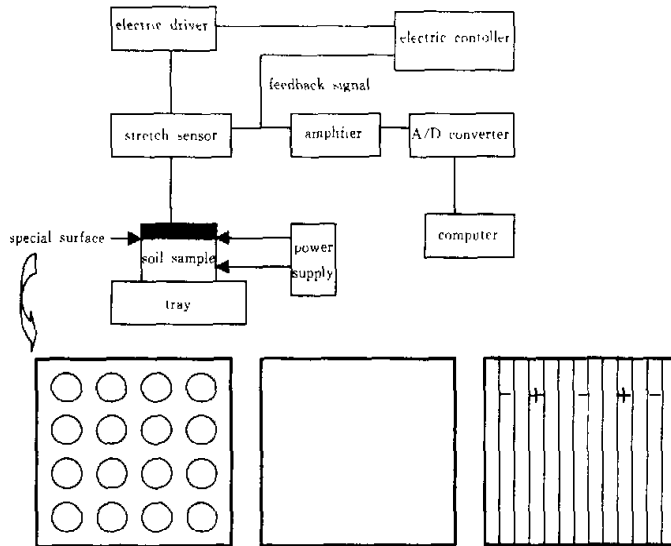 electric driver
electric contoller
feedback signal
stretch sensor
amplifier
A/D converter
special surface
soil sample
power
supply
computer
tray
− + − + −